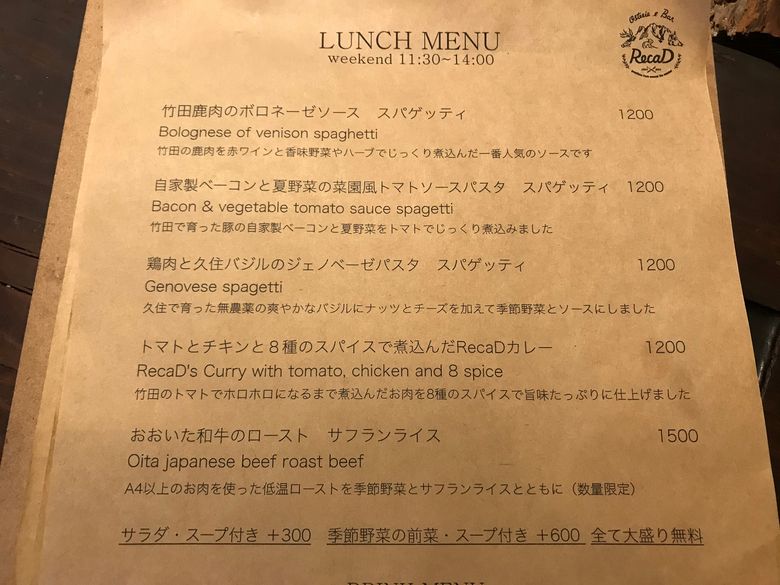 LUNCH MENU
weekend 11:30~14:00
Osteria e Bar
RecaD
竹田鹿肉のボロネーゼソース　スパゲッティ　1200
Bolognese of venison spaghetti
竹田の鹿肉を赤ワインと香味野菜やハーブでじっくり煮込んだ一番人気のソースです
自家製ベーコンと夏野菜の菜園風トマトソースパスタ　スパゲッティ　1200
Bacon & vegetable tomato sauce spagetti
竹田で育った豚の自家製ベーコンと夏野菜をトマトでじっくり煮込みました
鶏肉と久住バジルのジェノベーゼパスタ　スパゲッティ　1200
Genovese spagetti
久住で育った無農薬の爽やかなバジルにナッツとチーズを加えて季節野菜とソースにしました
トマトとチキンと８種のスパイスで煮込んだRecaDカレー　1200
RecaD's Curry with tomato, chicken and 8 spice
竹田のトマトでホロホロになるまで煮込んだお肉を8種のスパイスで旨味たっぷりに仕上げました
おおいた和牛のロースト　サフランライス　1500
Oita japanese beef roast beef
A4以上のお肉を使った低温ローストを季節野菜とサフランライスとともに（数量限定）
サラダ・スープ付き ＋300　季節野菜の前菜・スープ付き ＋600　全て大盛り無料
DRINK MENU